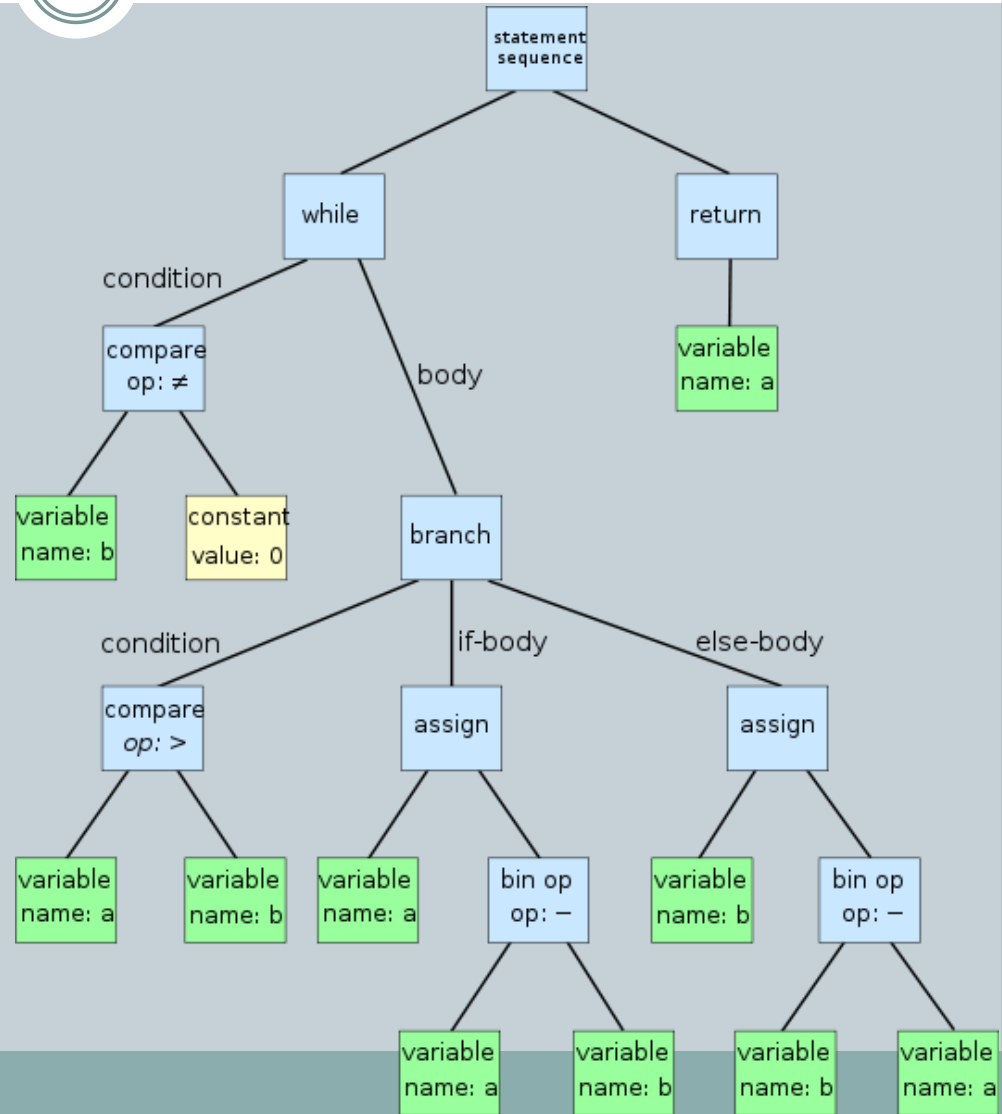 statement
sequence
while
return
condition
compare
op: ≠
body
variable
name: a
variable
name: b
constant
value: 0
branch
condition
if-body
else-body
compare
op: >
assign
assign
variable
name: a
variable
name: b
variable
name: a
bin op
op: −
variable
name: b
bin op
op: −
variable
name: a
variable
name: b
variable
name: b
variable
name: a